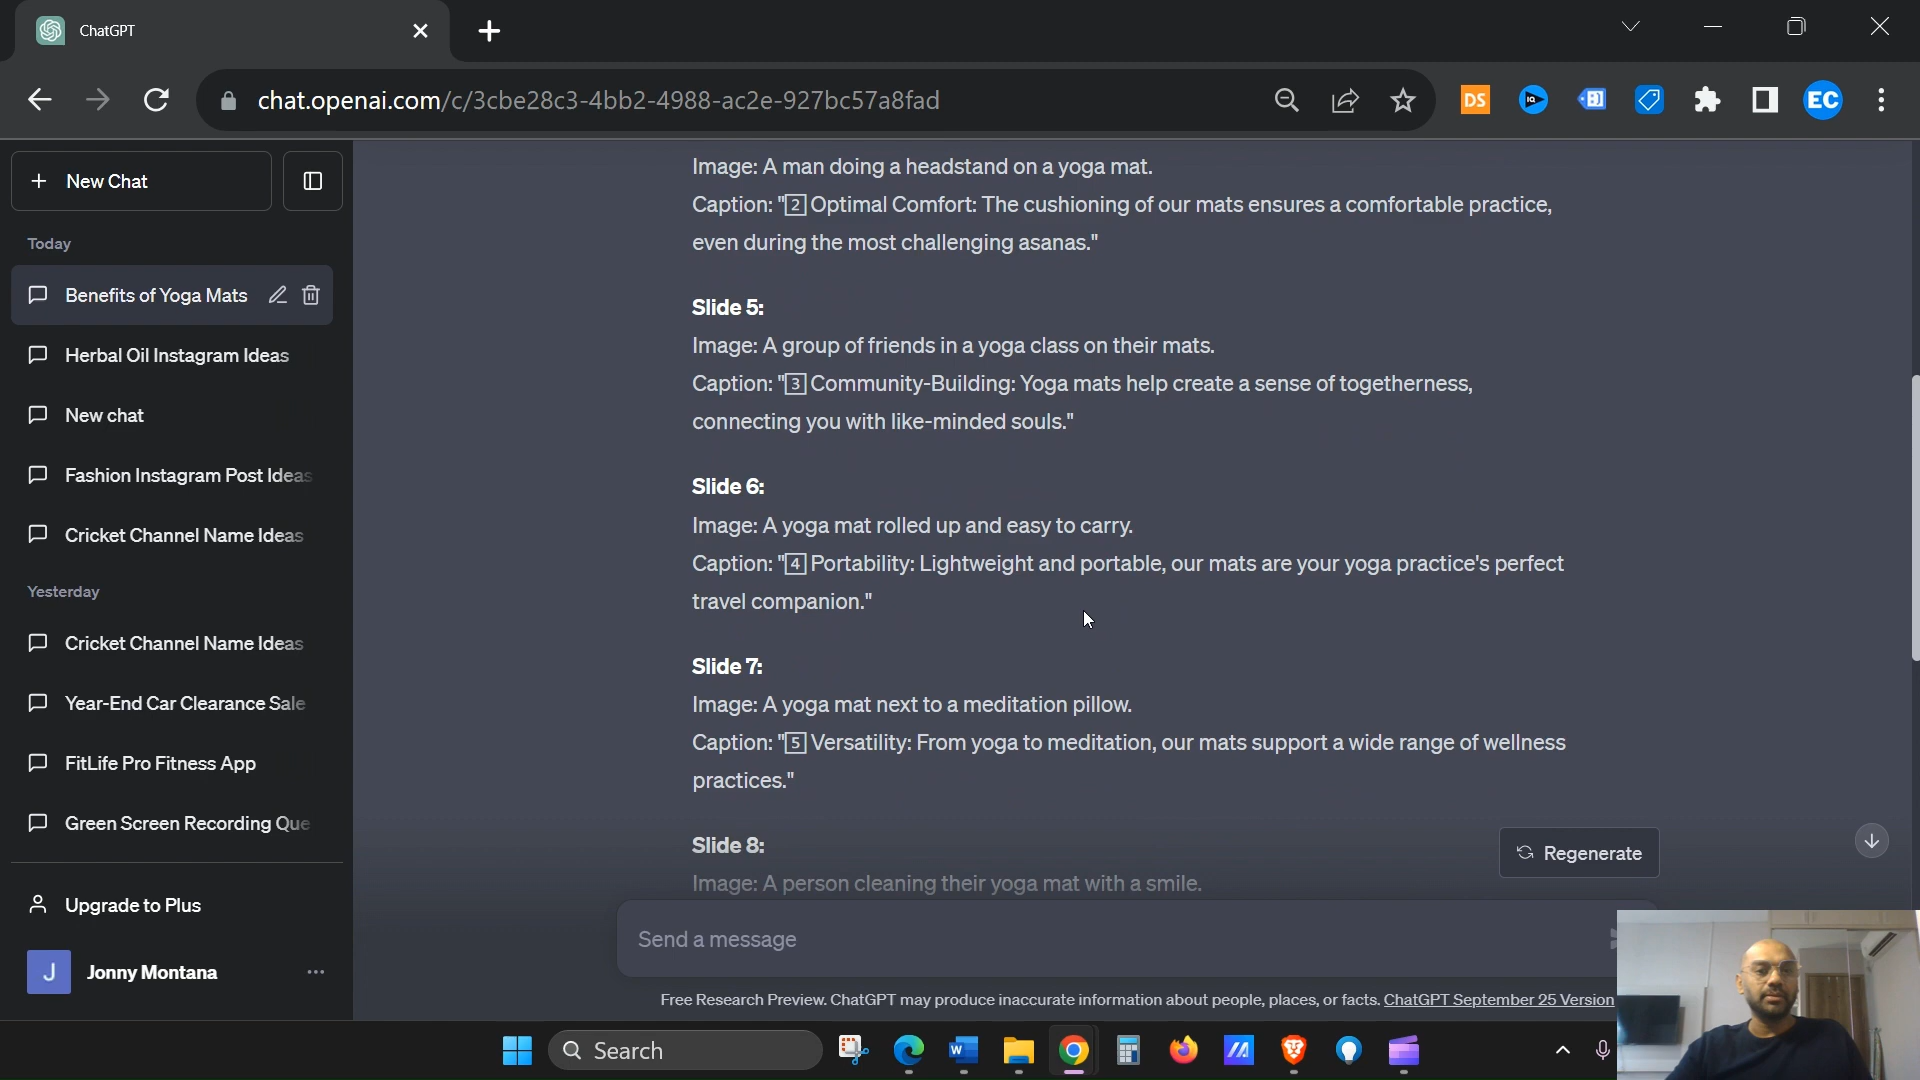 ChatGPT
chat.openai.com/c/3cbe28c3-4bb2-4988-ac2e-927bc57a8fad
DS
IQ
EC
New Chat
Today
Benefits of Yoga Mats
Herbal Oil Instagram Ideas
New chat
Fashion Instagram Post Ideas
Cricket Channel Name Ideas
Yesterday
Cricket Channel Name Ideas
Year-End Car Clearance Sale
FitLife Pro Fitness App
Green Screen Recording Que
Upgrade to Plus
J Jonny Montana
Image: A man doing a headstand on a yoga mat.
Caption: "2️⃣ Optimal Comfort: The cushioning of our mats ensures a comfortable practice,
even during the most challenging asanas."
Slide 5:
Image: A group of friends in a yoga class on their mats.
Caption: "3️⃣ Community-Building: Yoga mats help create a sense of togetherness,
connecting you with like-minded souls."
Slide 6:
Image: A yoga mat rolled up and easy to carry.
Caption: "4️⃣ Portability: Lightweight and portable, our mats are your yoga practice's perfect
travel companion."
Slide 7:
Image: A yoga mat next to a meditation pillow.
Caption: "5️⃣ Versatility: From yoga to meditation, our mats support a wide range of wellness
practices."
Slide 8:
Image: A person cleaning their yoga mat with a smile.
Regenerate
Send a message
Free Research Preview. ChatGPT may produce inaccurate information about people, places, or facts. ChatGPT September 25 Version
Search